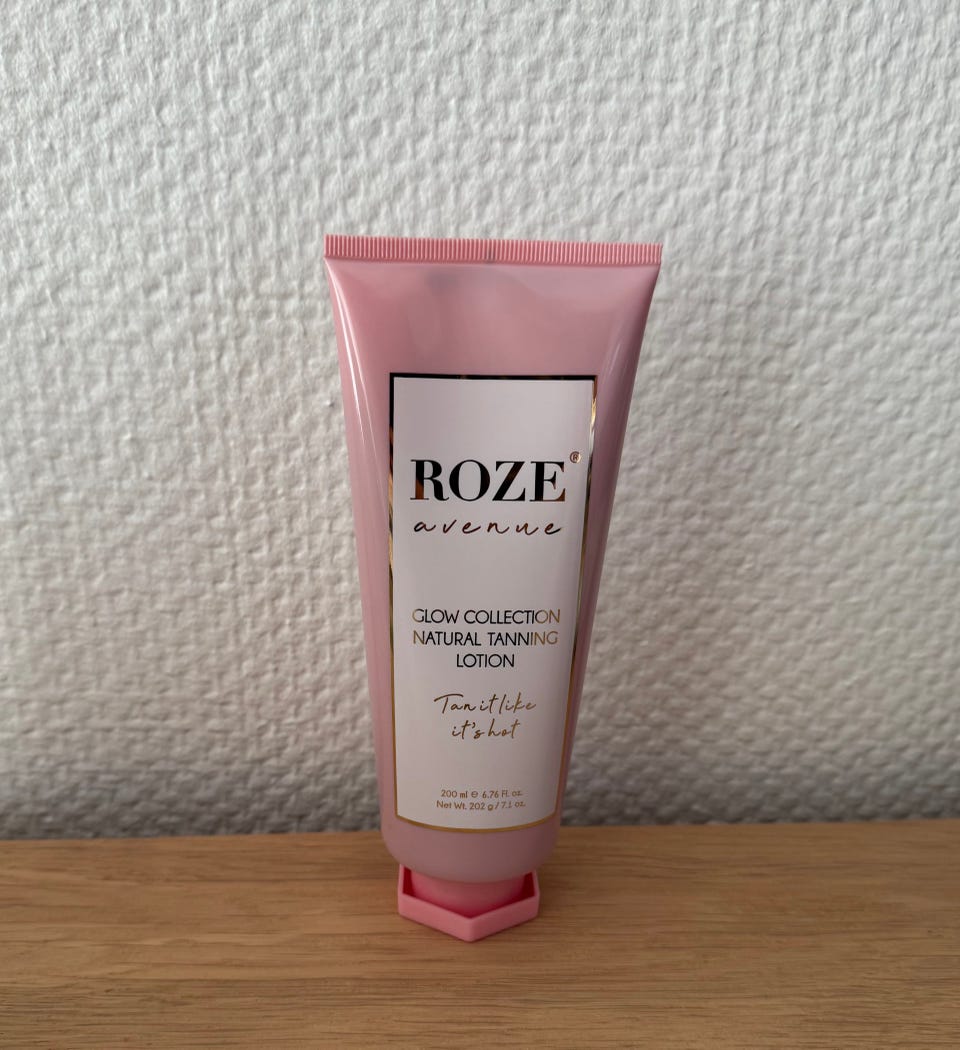 ROZE®
avenue
GLOW COLLECTION
NATURAL TANNING
LOTION
Tan it like
it's hot
200 ml ℮ 6.76 Fl. oz.
Net Wt. 202 g / 7.1 oz.